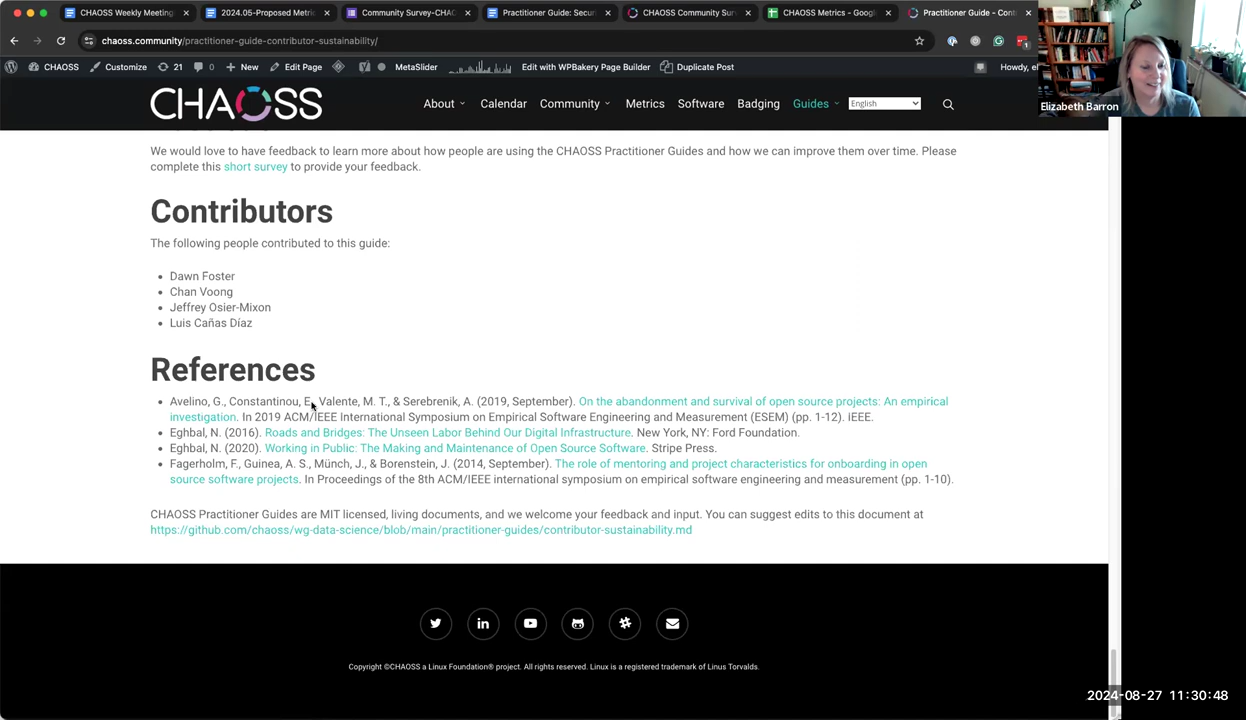 CHAOSS Weekly Meeting
2024.05-Proposed Metri
Community Survey-CHAO
Practitioner Guide: Secur
CHAOSS Community Surv
CHAOSS Metrics - Google
Practitioner Guide - Cont
chaoss.community/practitioner-guide-contributor-sustainability/
1
CHAOSS
Customize
21
0
New
Edit Page
MetaSlider
Edit with WPBakery Page Builder
Duplicate Post
Howdy, el
Elizabeth Barron
CHAOSS
About
Calendar
Community
Metrics
Software
Badging
Guides
English
We would love to have feedback to learn more about how people are using the CHAOSS Practitioner Guides and how we can improve them over time. Please
complete this short survey to provide your feedback.
Contributors
The following people contributed to this guide:
Dawn Foster
Chan Voong
Jeffrey Osier-Mixon
Luis Cañas Díaz
References
Avelino, G., Constantinou, E., Valente, M. T., & Serebrenik, A. (2019, September). On the abandonment and survival of open source projects: An empirical
investigation. In 2019 ACM/IEEE International Symposium on Empirical Software Engineering and Measurement (ESEM) (pp. 1-12). IEEE.
Eghbal, N. (2016). Roads and Bridges: The Unseen Labor Behind Our Digital Infrastructure. New York, NY: Ford Foundation.
Eghbal, N. (2020). Working in Public: The Making and Maintenance of Open Source Software. Stripe Press.
Fagerholm, F., Guinea, A. S., Münch, J., & Borenstein, J. (2014, September). The role of mentoring and project characteristics for onboarding in open
source software projects. In Proceedings of the 8th ACM/IEEE international symposium on empirical software engineering and measurement (pp. 1-10).
CHAOSS Practitioner Guides are MIT licensed, living documents, and we welcome your feedback and input. You can suggest edits to this document at
https://github.com/chaoss/wg-data-science/blob/main/practitioner-guides/contributor-sustainability.md
Copyright ©CHAOSS a Linux Foundation® project. All rights reserved. Linux is a registered trademark of Linus Torvalds.
2024-08-27 11:30:48